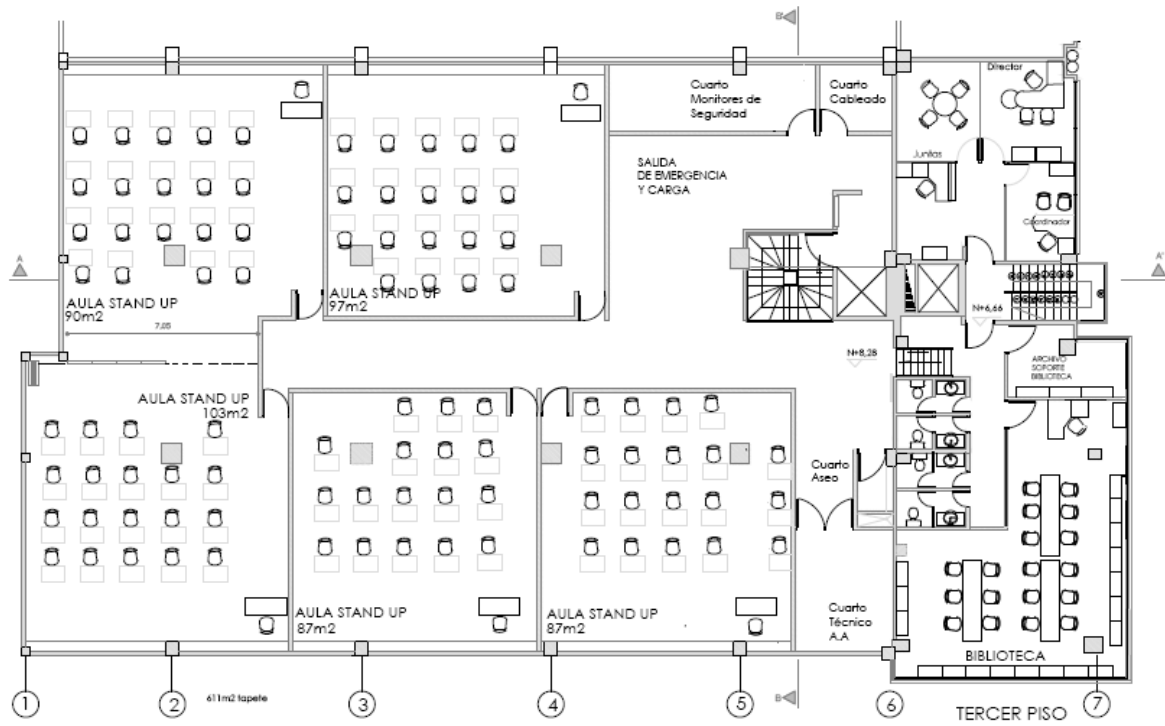 B'
Cuarto
Monitores de
Seguridad
Cuarto
Cableado
Director
Juntas
SALIDA
DE EMERGENCIA
Y CARGA
Coordinador
A
A'
AULA STAND UP
90m2
AULA STAND UP
97m2
7,05
N+6,66
N+8,28
ARCHIVO
SOPORTE
BIBLIOTECA
AULA STAND UP
103m2
Cuarto
Aseo
AULA STAND UP
87m2
AULA STAND UP
87m2
Cuarto
Técnico
A.A
BIBLIOTECA
1
2
611m2 tapete
3
4
5
B'
6
7
TERCER PISO